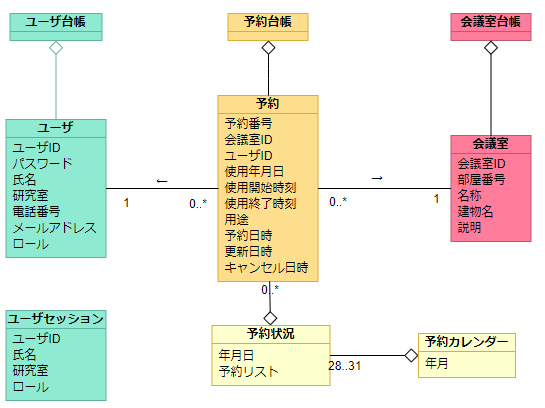 ユーザ台帳
予約台帳
会議室台帳
ユーザ
ユーザID
パスワード
氏名
研究室
電話番号
メールアドレス
ロール
←
1
0..*
予約
予約番号
会議室ID
ユーザID
使用年月日
使用開始時刻
使用終了時刻
用途
予約日時
更新日時
キャンセル日時
→
0..*
1
会議室
会議室ID
部屋番号
名称
建物名
説明
0..*
ユーザセッション
ユーザID
氏名
研究室
ロール
予約状況
年月日
予約リスト
28..31
予約カレンダー
年月